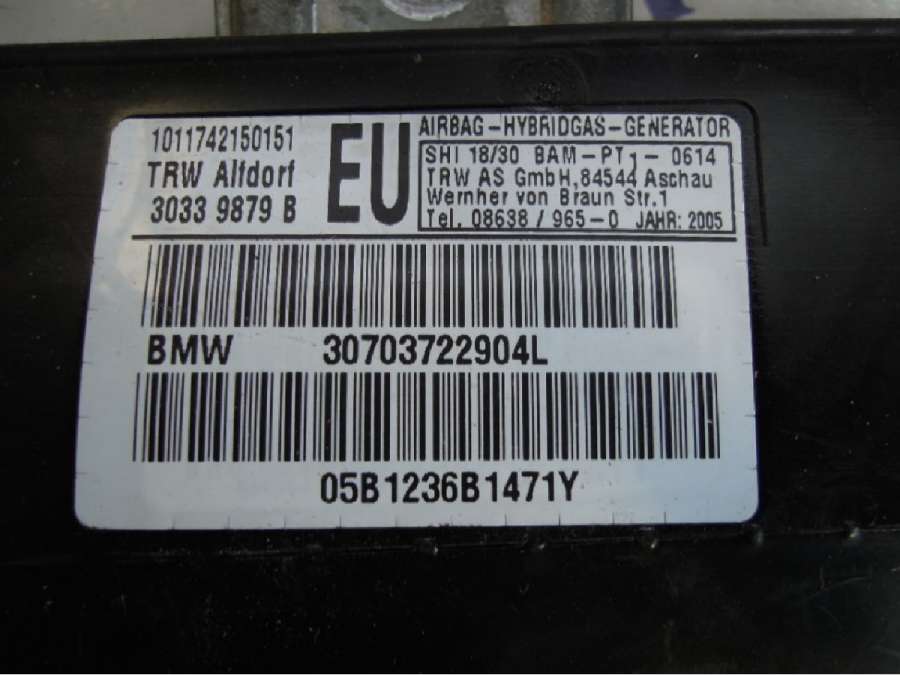 1011742150151
TRW Alfdorf
3033 9879 B
EU
AIRBAG-HYBRIDGAS-GENERATOR
SHI 18/30 BAM-PT1-0614
TRW AS GmbH,84544 Aschau
Wernher von Braun Str.1
Tel. 08638 / 965-0 JAHR: 2005
BMW 30703722904L
05B1236B1471Y